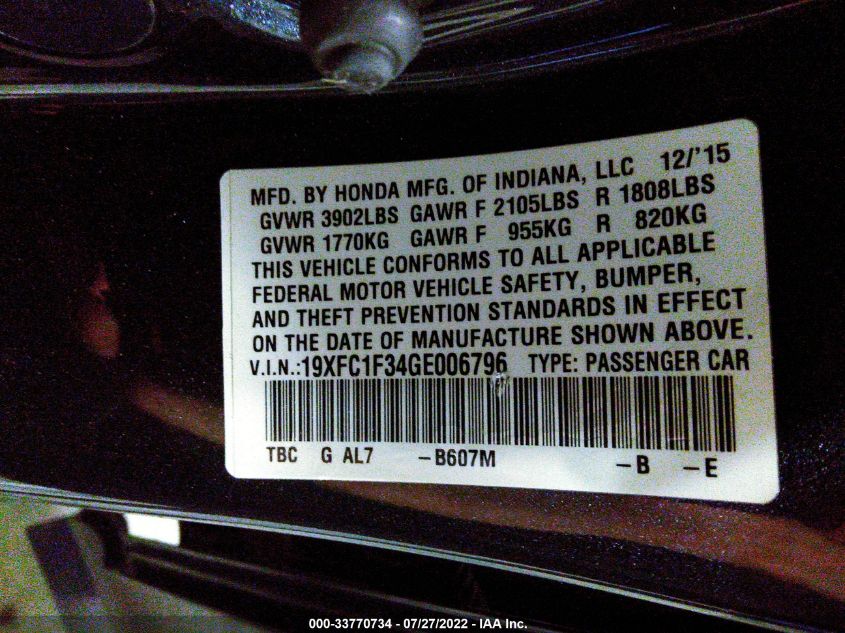 MFD. BY HONDA MFG. OF INDIANA, LLC 12/'15
GVWR 3902LBS GAWR F 2105LBS R 1808LBS
GVWR 1770KG GAWR F 955KG R 820KG
THIS VEHICLE CONFORMS TO ALL APPLICABLE
FEDERAL MOTOR VEHICLE SAFETY, BUMPER,
AND THEFT PREVENTION STANDARDS IN EFFECT
ON THE DATE OF MANUFACTURE SHOWN ABOVE.
V.I.N.:19XFC1F34GE006796 TYPE: PASSENGER CAR
TBC G AL7 -B607M -B -E
000-33770734 - 07/27/2022 - IAA Inc.